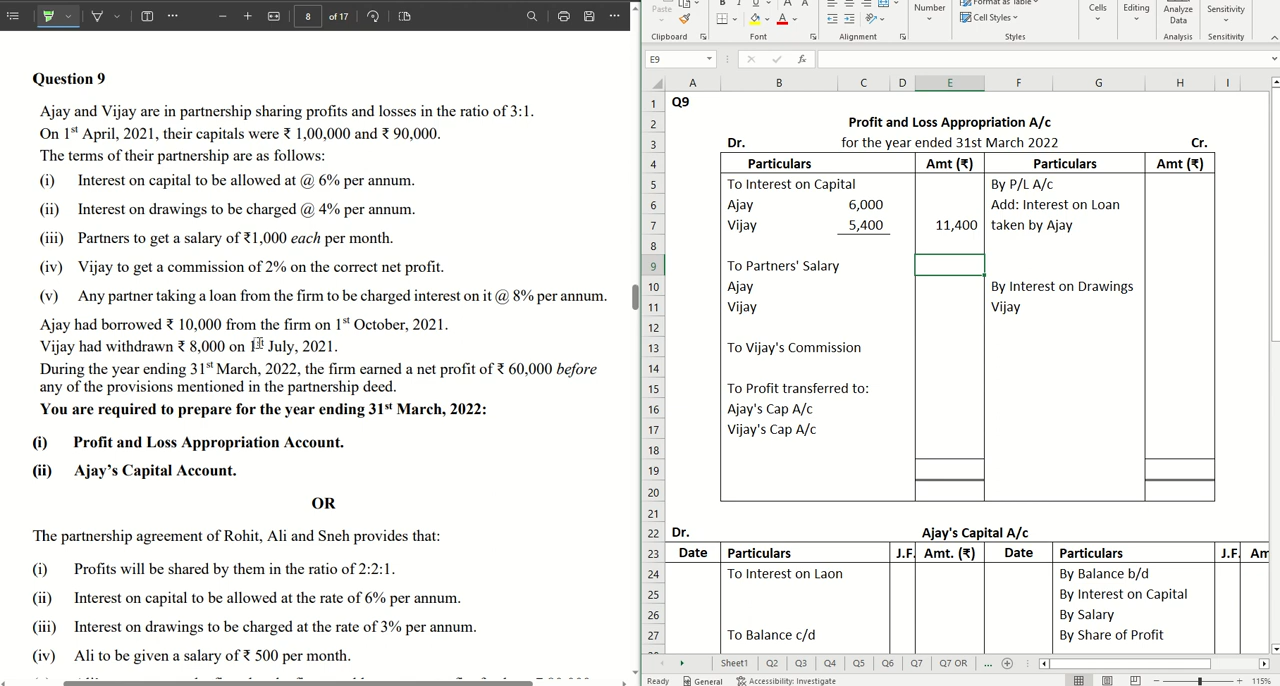 8 of 17
Question 9
Ajay and Vijay are in partnership sharing profits and losses in the ratio of 3:1.
On 1st April, 2021, their capitals were ₹ 1,00,000 and ₹ 90,000.
The terms of their partnership are as follows:
(i) Interest on capital to be allowed at @ 6% per annum.
(ii) Interest on drawings to be charged @ 4% per annum.
(iii) Partners to get a salary of ₹1,000 each per month.
(iv) Vijay to get a commission of 2% on the correct net profit.
(v) Any partner taking a loan from the firm to be charged interest on it @ 8% per annum.
Ajay had borrowed ₹ 10,000 from the firm on 1st October, 2021.
Vijay had withdrawn ₹ 8,000 on 1st July, 2021.
During the year ending 31st March, 2022, the firm earned a net profit of ₹ 60,000 before
any of the provisions mentioned in the partnership deed.
You are required to prepare for the year ending 31st March, 2022:
(i) Profit and Loss Appropriation Account.
(ii) Ajay's Capital Account.
OR
The partnership agreement of Rohit, Ali and Sneh provides that:
(i) Profits will be shared by them in the ratio of 2:2:1.
(ii) Interest on capital to be allowed at the rate of 6% per annum.
(iii) Interest on drawings to be charged at the rate of 3% per annum.
(iv) Ali to be given a salary of ₹ 500 per month.
Paste Number Format as Table Cells Editing Analyze Sensitivity
Cell Styles Data
Clipboard Font Alignment Styles Analysis Sensitivity
E9 fx
A B C D E F G H I
1 Q9
2 Profit and Loss Appropriation A/c
3 Dr. for the year ended 31st March 2022 Cr.
4 Particulars Amt (₹) Particulars Amt (₹)
5 To Interest on Capital By P/L A/c
6 Ajay 6,000 Add: Interest on Loan
7 Vijay 5,400 11,400 taken by Ajay
8
9 To Partners' Salary
10 Ajay By Interest on Drawings
11 Vijay Vijay
12
13 To Vijay's Commission
14
15 To Profit transferred to:
16 Ajay's Cap A/c
17 Vijay's Cap A/c
18
19
20
21
22 Dr. Ajay's Capital A/c
23 Date Particulars J.F. Amt. (₹) Date Particulars J.F. Am
24 To Interest on Laon By Balance b/d
25 By Interest on Capital
26 By Salary
27 To Balance c/d By Share of Profit
Sheet1 Q2 Q3 Q4 Q5 Q6 Q7 Q7 OR ...
Ready General Accessibility: Investigate 115%